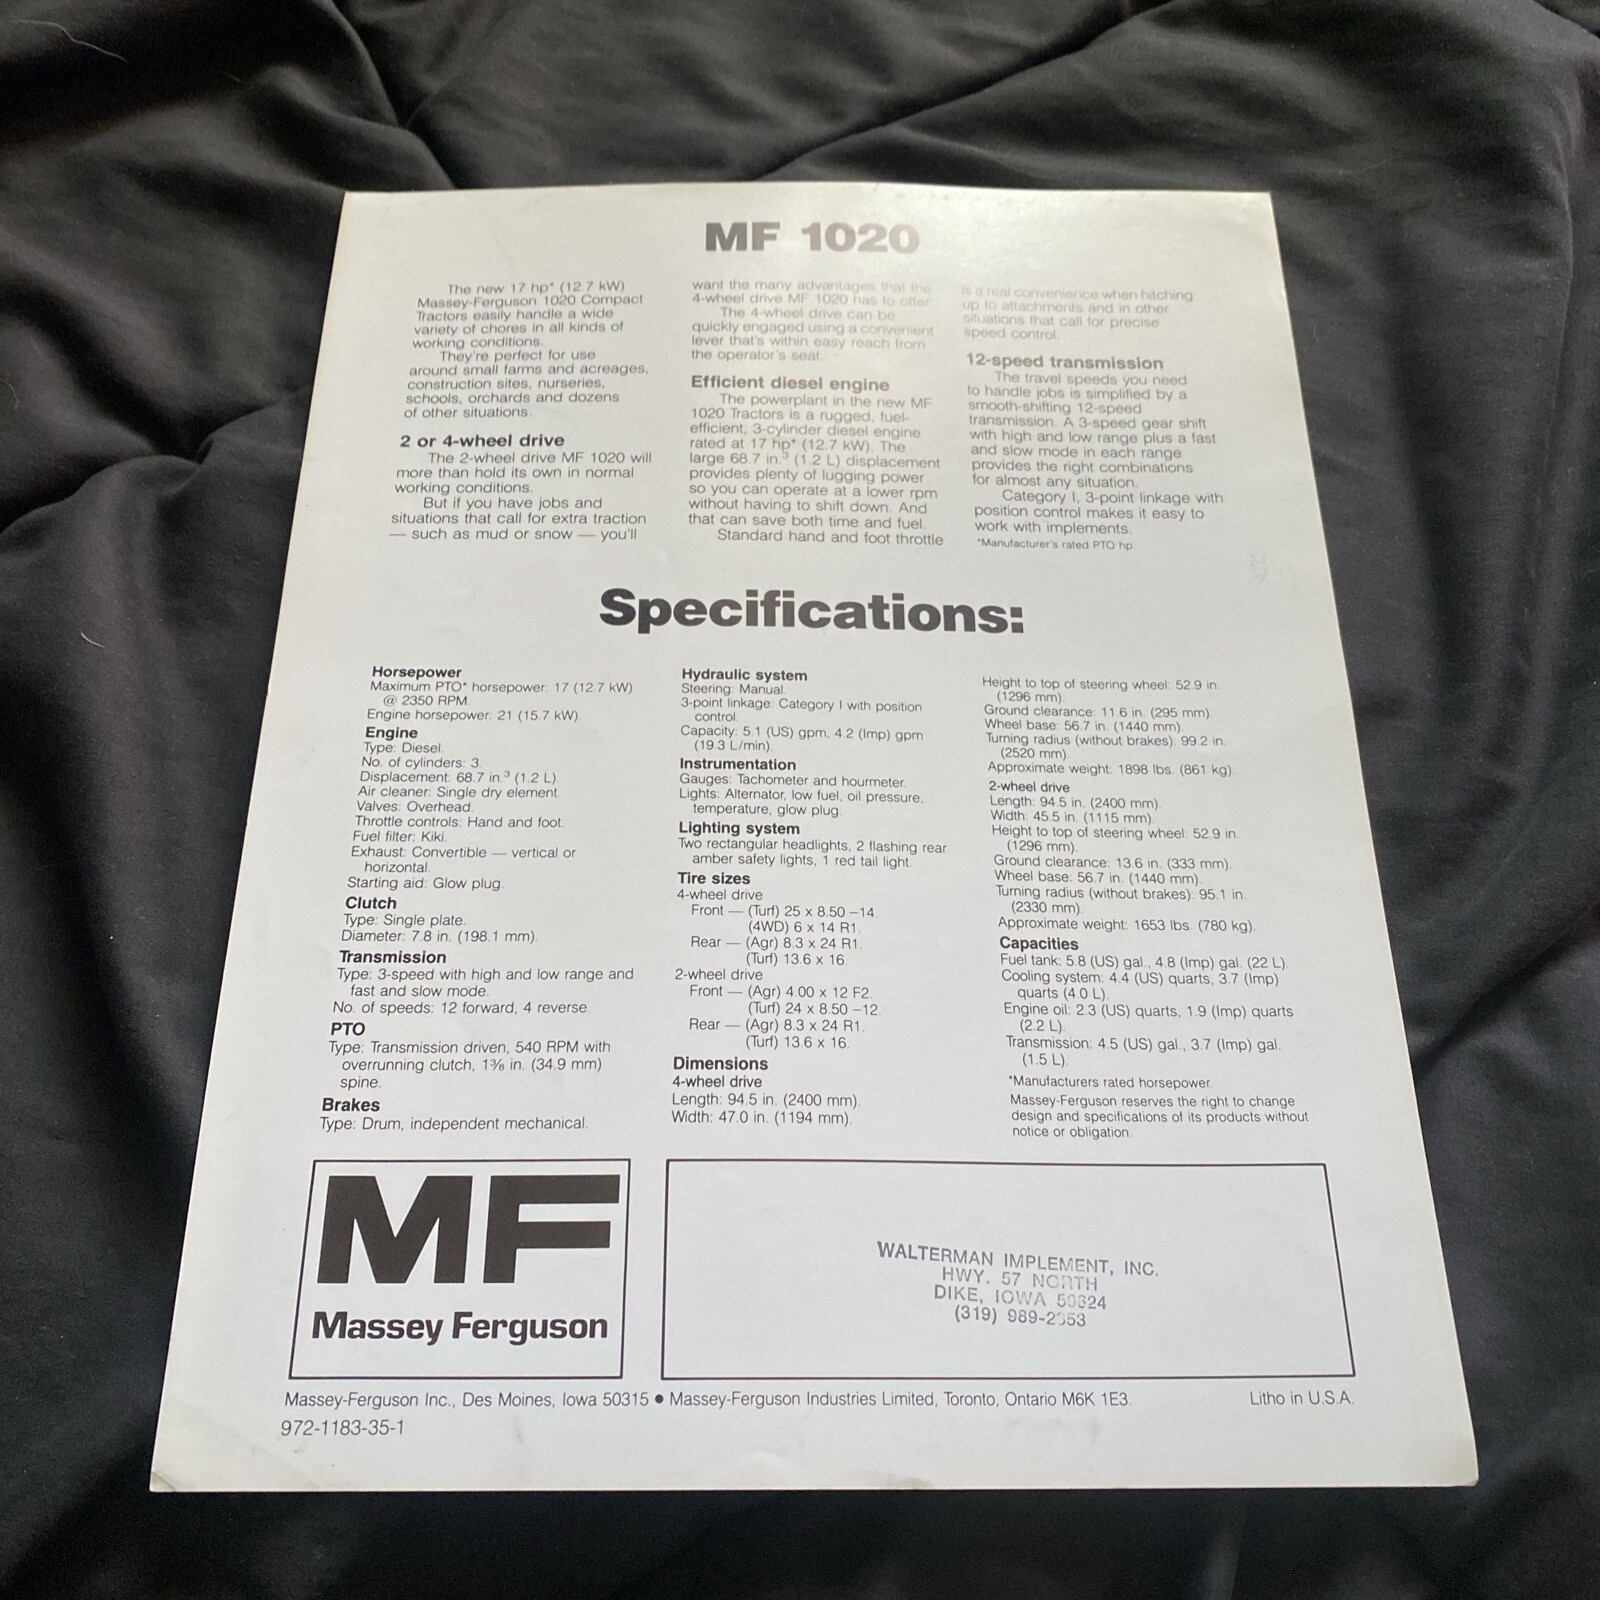 MF 1020
The new 17 hp* (12.7 kW)
Massey-Ferguson 1020 Compact
Tractors easily handle a wide
variety of chores in all kinds of
working conditions.
They're perfect for use
around small farms and acreages,
construction sites, nurseries,
schools, orchards and dozens
of other situations.
2 or 4-wheel drive
The 2-wheel drive MF 1020 will
more than hold its own in normal
working conditions.
But if you have jobs and
situations that call for extra traction
— such as mud or snow — you'll
want the many advantages that the
4-wheel drive MF 1020 has to offer.
The 4-wheel drive can be
quickly engaged using a convenient
lever that's within easy reach from
the operator's seat.
Efficient diesel engine
The powerplant in the new MF
1020 Tractors is a rugged, fuel-
efficient, 3-cylinder diesel engine
rated at 17 hp* (12.7 kW). The
large 68.7 in.³ (1.2 L) displacement
provides plenty of lugging power
so you can operate at a lower rpm
without having to shift down. And
that can save both time and fuel.
Standard hand and foot throttle
is a real convenience when hitching
up to attachments and in other
situations that call for precise
speed control.
12-speed transmission
The travel speeds you need
to handle jobs is simplified by a
smooth-shifting 12-speed
transmission. A 3-speed gear shift
with high and low range plus a fast
and slow mode in each range
provides the right combinations
for almost any situation.
Category I, 3-point linkage with
position control makes it easy to
work with implements.
*Manufacturer's rated PTO hp.
Specifications:
Horsepower
Maximum PTO* horsepower: 17 (12.7 kW)
@ 2350 RPM.
Engine horsepower: 21 (15.7 kW).
Engine
Type: Diesel.
No. of cylinders: 3.
Displacement: 68.7 in.³ (1.2 L).
Air cleaner: Single dry element.
Valves: Overhead.
Throttle controls: Hand and foot.
Fuel filter: Kiki.
Exhaust: Convertible — vertical or
horizontal.
Starting aid: Glow plug.
Clutch
Type: Single plate.
Diameter: 7.8 in. (198.1 mm).
Transmission
Type: 3-speed with high and low range and
fast and slow mode.
No. of speeds: 12 forward, 4 reverse.
PTO
Type: Transmission driven, 540 RPM with
overrunning clutch, 1⅜ in. (34.9 mm)
spine.
Brakes
Type: Drum, independent mechanical.
Hydraulic system
Steering: Manual.
3-point linkage: Category I with position
control.
Capacity: 5.1 (US) gpm, 4.2 (Imp) gpm
(19.3 L/min).
Instrumentation
Gauges: Tachometer and hourmeter.
Lights: Alternator, low fuel, oil pressure,
temperature, glow plug.
Lighting system
Two rectangular headlights, 2 flashing rear
amber safety lights, 1 red tail light.
Tire sizes
4-wheel drive
Front — (Turf) 25 x 8.50 –14.
(4WD) 6 x 14 R1.
Rear — (Agr) 8.3 x 24 R1.
(Turf) 13.6 x 16.
2-wheel drive
Front — (Agr) 4.00 x 12 F2.
(Turf) 24 x 8.50 –12.
Rear — (Agr) 8.3 x 24 R1.
(Turf) 13.6 x 16.
Dimensions
4-wheel drive
Length: 94.5 in. (2400 mm).
Width: 47.0 in. (1194 mm).
Height to top of steering wheel: 52.9 in.
(1296 mm).
Ground clearance: 11.6 in. (295 mm).
Wheel base: 56.7 in. (1440 mm).
Turning radius (without brakes): 99.2 in.
(2520 mm).
Approximate weight: 1898 lbs. (861 kg).
2-wheel drive
Length: 94.5 in. (2400 mm).
Width: 45.5 in. (1115 mm).
Height to top of steering wheel: 52.9 in.
(1296 mm).
Ground clearance: 13.6 in. (333 mm).
Wheel base: 56.7 in. (1440 mm).
Turning radius (without brakes): 95.1 in.
(2330 mm).
Approximate weight: 1653 lbs. (780 kg).
Capacities
Fuel tank: 5.8 (US) gal., 4.8 (Imp) gal. (22 L).
Cooling system: 4.4 (US) quarts, 3.7 (Imp)
quarts (4.0 L).
Engine oil: 2.3 (US) quarts, 1.9 (Imp) quarts
(2.2 L).
Transmission: 4.5 (US) gal., 3.7 (Imp) gal.
(1.5 L).
*Manufacturers rated horsepower.
Massey-Ferguson reserves the right to change
design and specifications of its products without
notice or obligation.
MF
Massey Ferguson
WALTERMAN IMPLEMENT, INC.
HWY. 57 NORTH
DIKE, IOWA 50624
(319)
Massey-Ferguson Inc., Des Moines, Iowa 50315 ● Massey-Ferguson Industries Limited, Toronto, Ontario M6K 1E3.
Litho in U.S.A.
972-1183-35-1